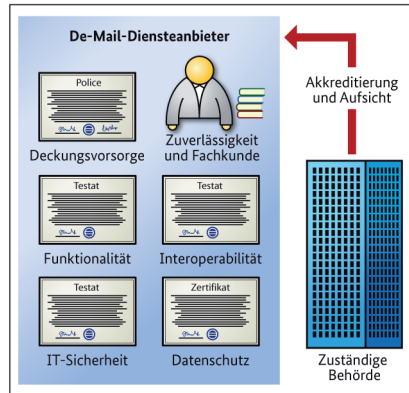 De-Mail-Diensteanbieter
Police
Deckungsvorsorge
Zuverlässigkeit
und Fachkunde
Testat
Funktionalität
Testat
Interoperabilität
Testat
IT-Sicherheit
Zertifikat
Datenschutz
Akkreditierung
und Aufsicht
Zuständige
Behörde